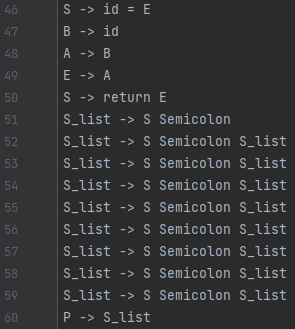 46 S -> id = E
47 B -> id
48 A -> B
49 E -> A
50 S -> return E
51 S_list -> S Semicolon
52 S_list -> S Semicolon S_list
53 S_list -> S Semicolon S_list
54 S_list -> S Semicolon S_list
55 S_list -> S Semicolon S_list
56 S_list -> S Semicolon S_list
57 S_list -> S Semicolon S_list
58 S_list -> S Semicolon S_list
59 S_list -> S Semicolon S_list
60 P -> S_list